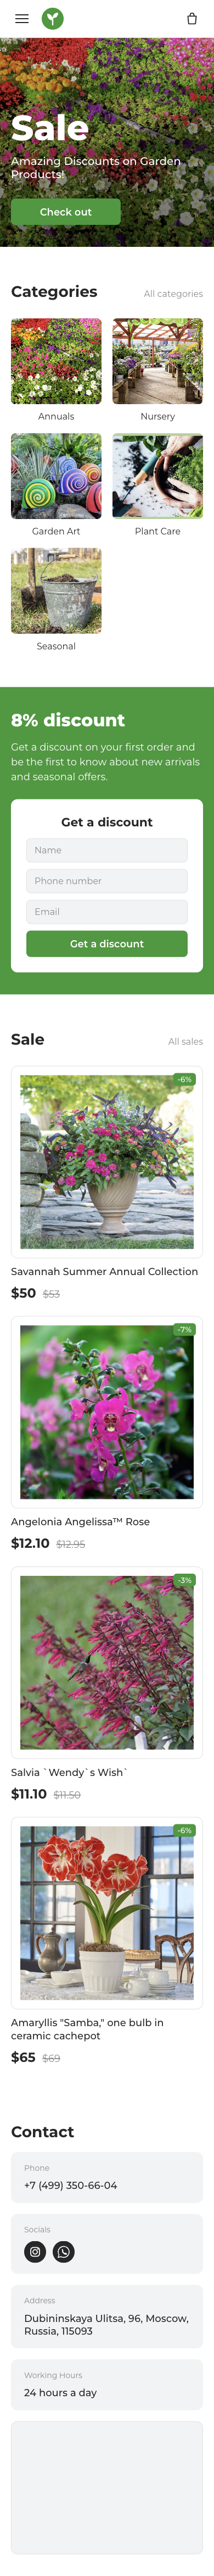 Sale
Amazing Discounts on Garden
Products!
Check out
Categories
All categories
Annuals
Nursery
Garden Art
Plant Care
Seasonal
8% discount
Get a discount on your first order and
be the first to know about new arrivals
and seasonal offers.
Get a discount
Name
Phone number
Email
Get a discount
Sale
All sales
-6%
Savannah Summer Annual Collection
$50 $53
-7%
Angelonia Angelissa™ Rose
$12.10 $12.95
-3%
Salvia `Wendy`s Wish`
$11.10 $11.50
-6%
Amaryllis "Samba," one bulb in
ceramic cachepot
$65 $69
Contact
Phone
+7 (499) 350-66-04
Socials
Address
Dubininskaya Ulitsa, 96, Moscow,
Russia, 115093
Working Hours
24 hours a day